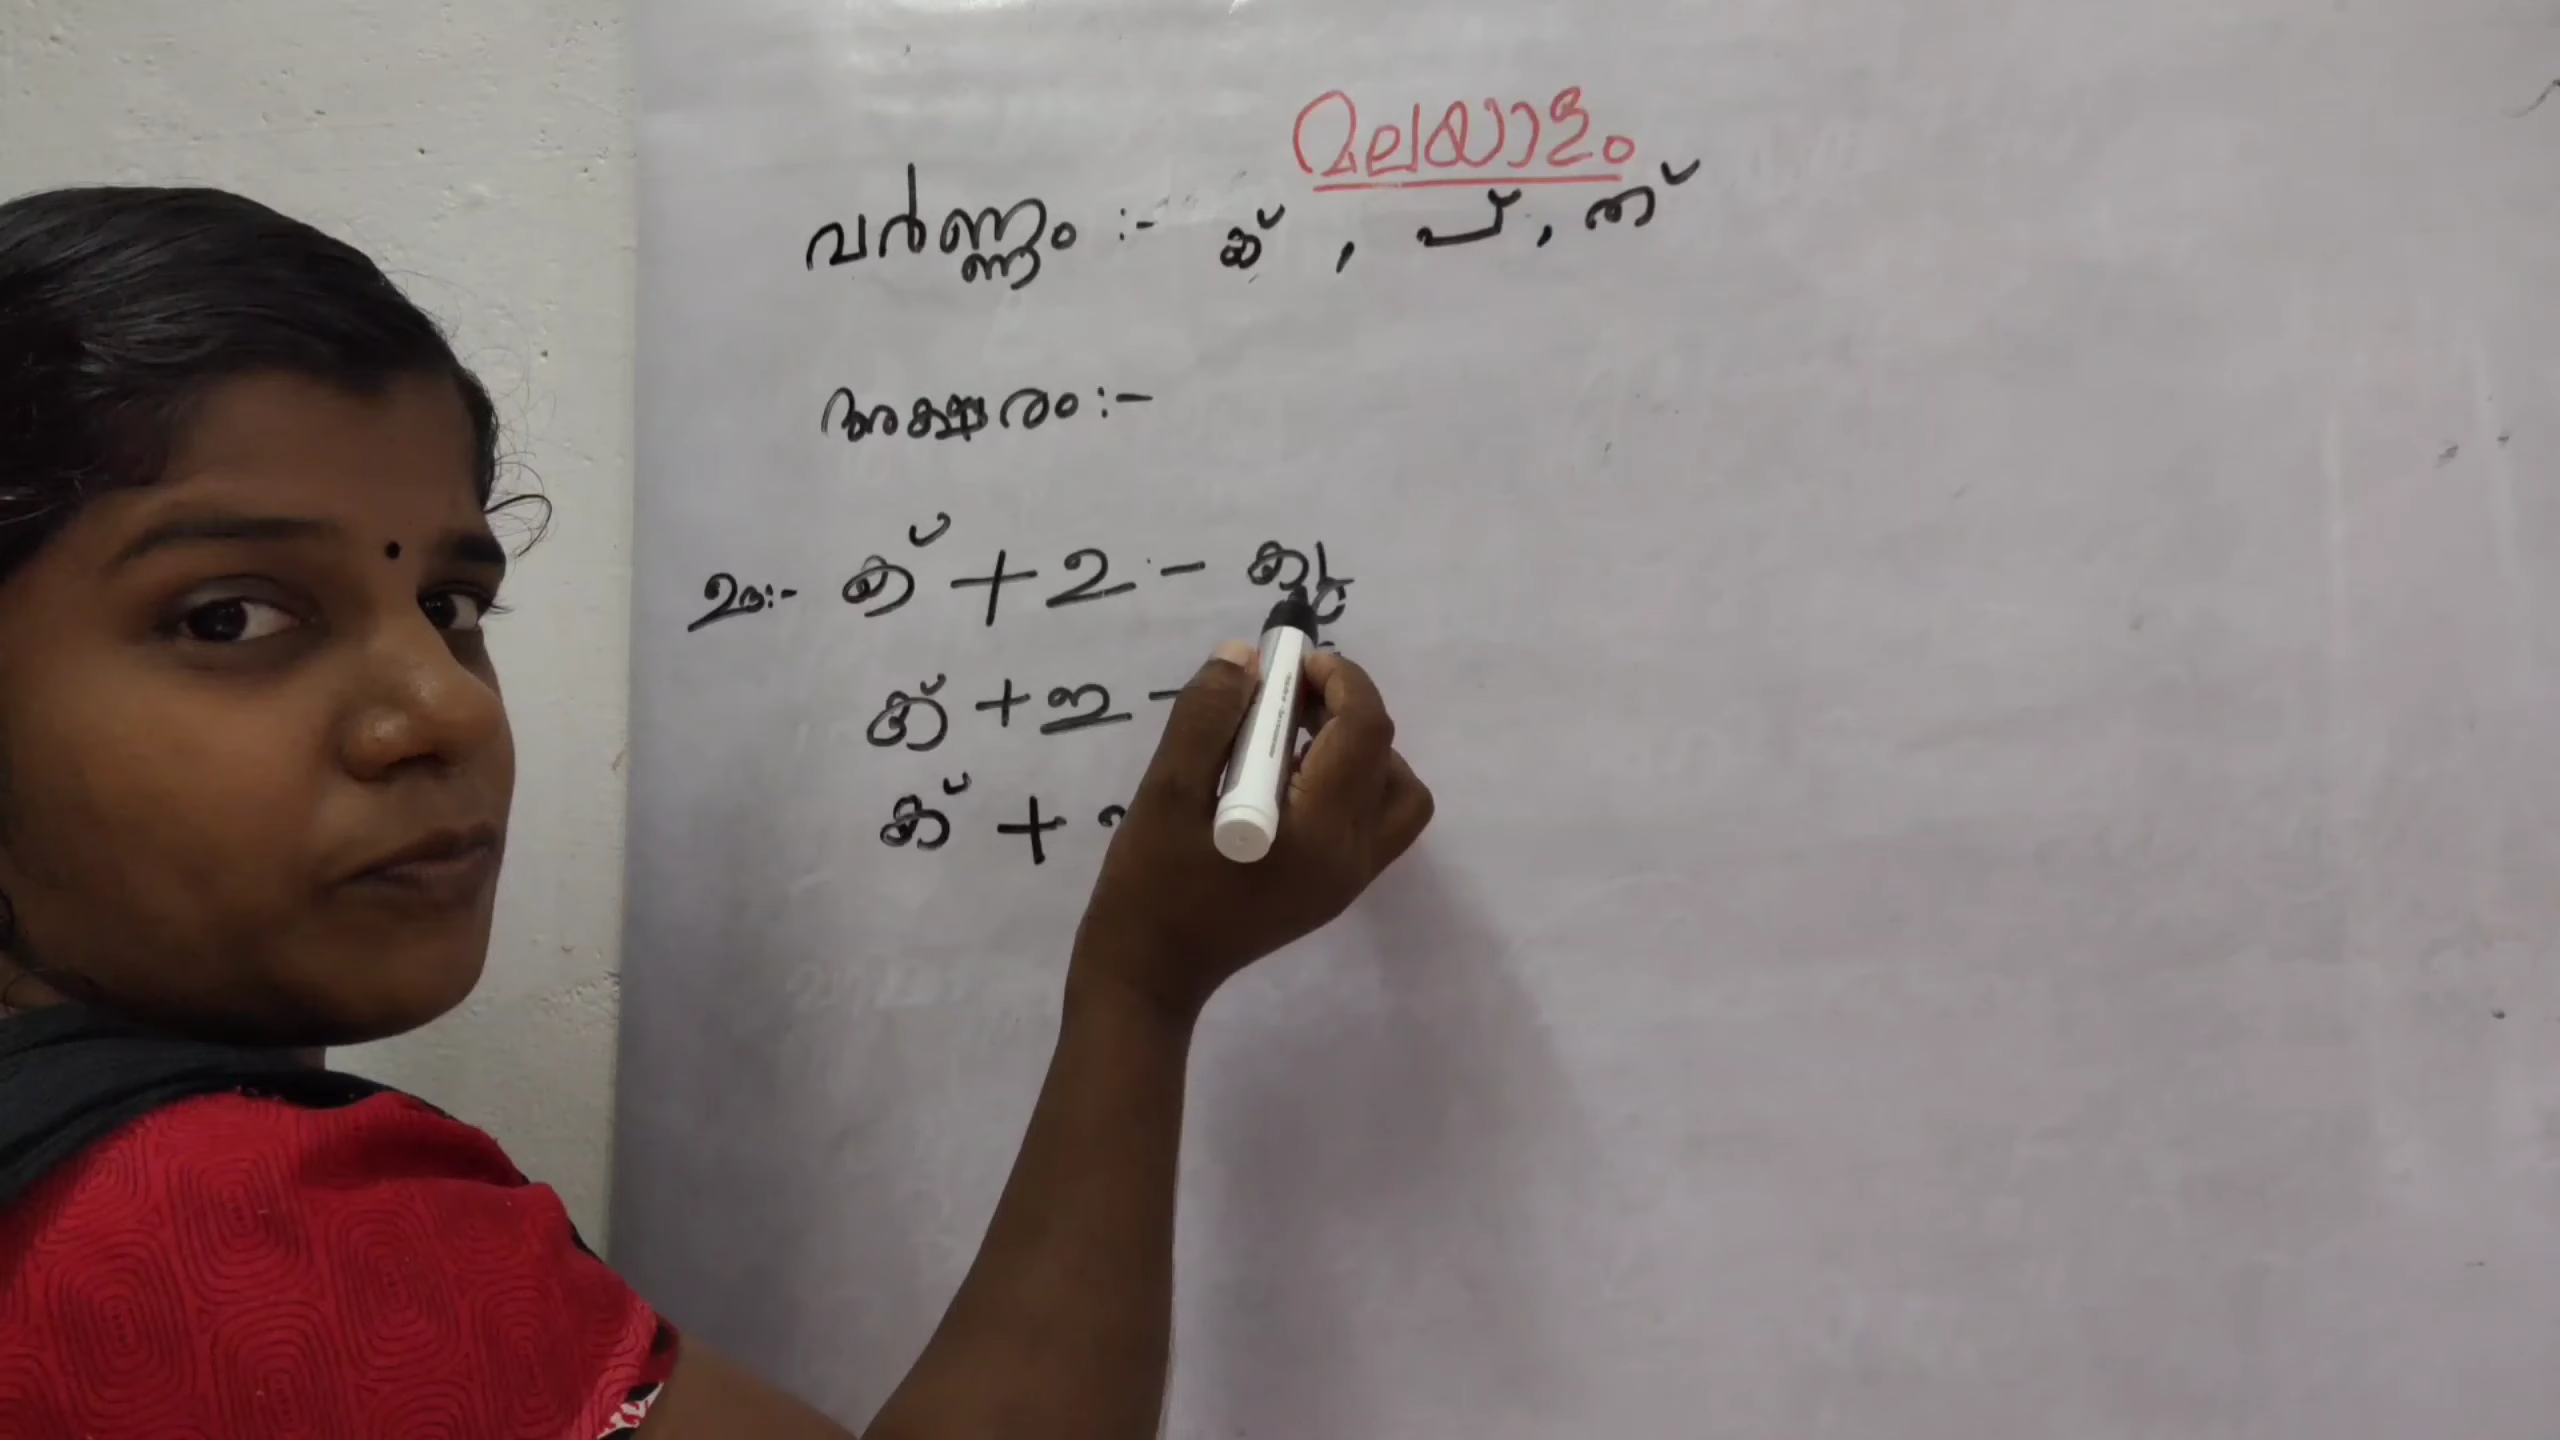 മലയാളം
വർണ്ണം :- ക് , പ് , ത്
അക്ഷരം :-
ഉദാ:- ക് + ഉ - കു
ക് + ഇ -
ക് +